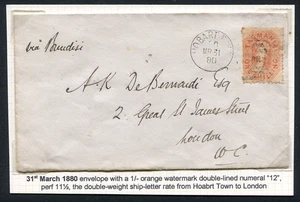 via Brindisi
HOBART T
MR 31
80
A K De Bernardi Esq
2. Great St James Street
London
W.C.
31st March 1880 envelope with a 1/- orange watermark double-lined numeral "12",
perf 11½, the double-weight ship-letter rate from Hoabrt Town to London